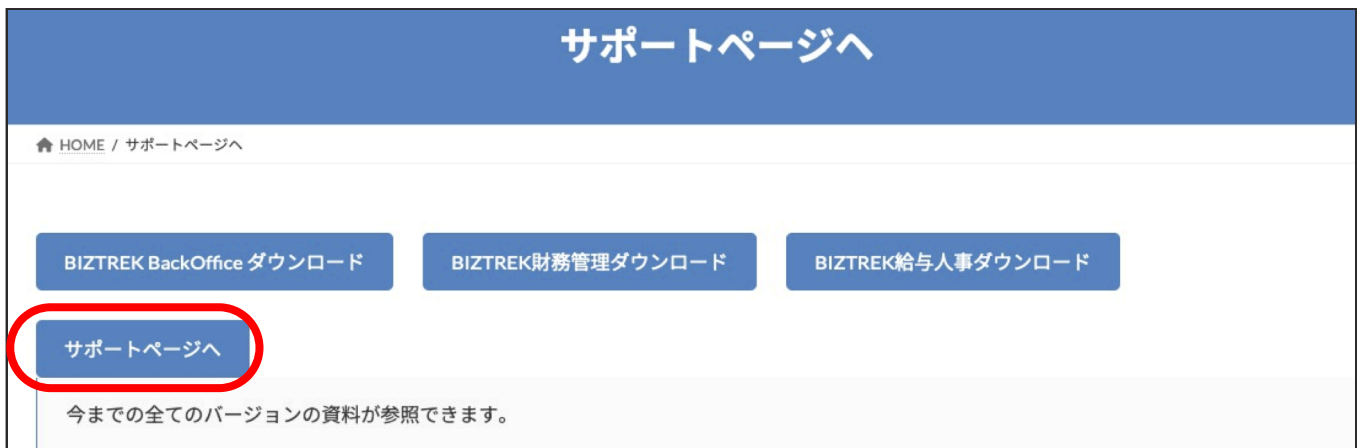 サポートページへ
HOME / サポートページへ
BIZTREK BackOffice ダウンロード
BIZTREK財務管理ダウンロード
BIZTREK給与人事ダウンロード
サポートページへ
今までの全てのバージョンの資料が参照できます。